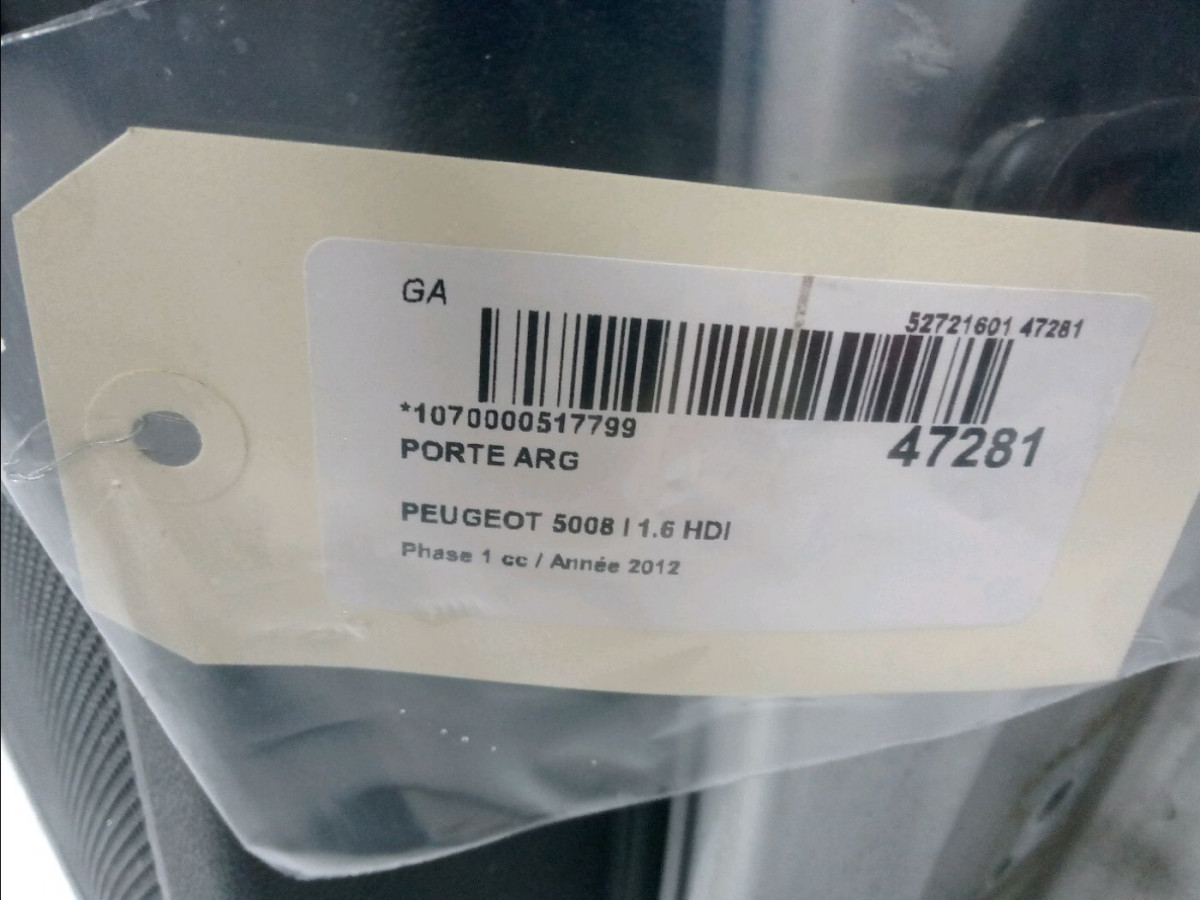 GA
52721601 47281
*1070000517799
47281
PORTE ARG
PEUGEOT 5008 I 1.6 HDI
Phase 1 cc / Année 2012